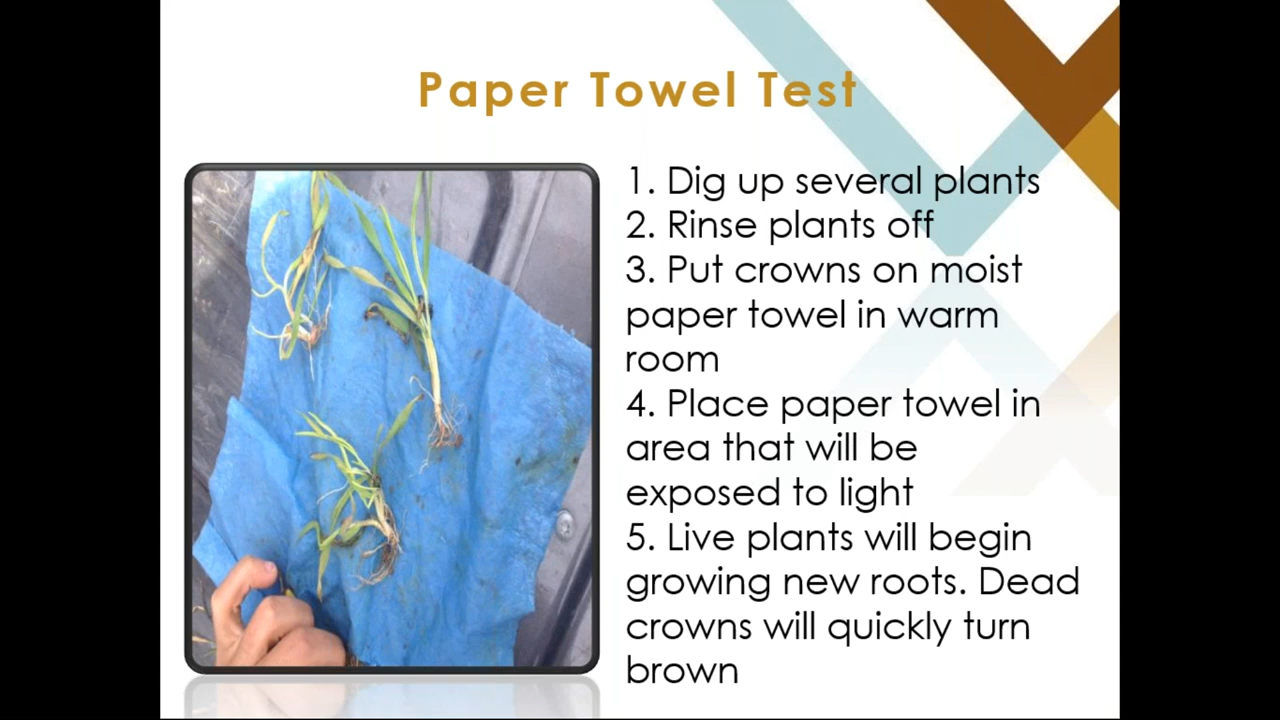 Paper Towel Test
1. Dig up several plants
2. Rinse plants off
3. Put crowns on moist
paper towel in warm
room
4. Place paper towel in
area that will be
exposed to light
5. Live plants will begin
growing new roots. Dead
crowns will quickly turn
brown